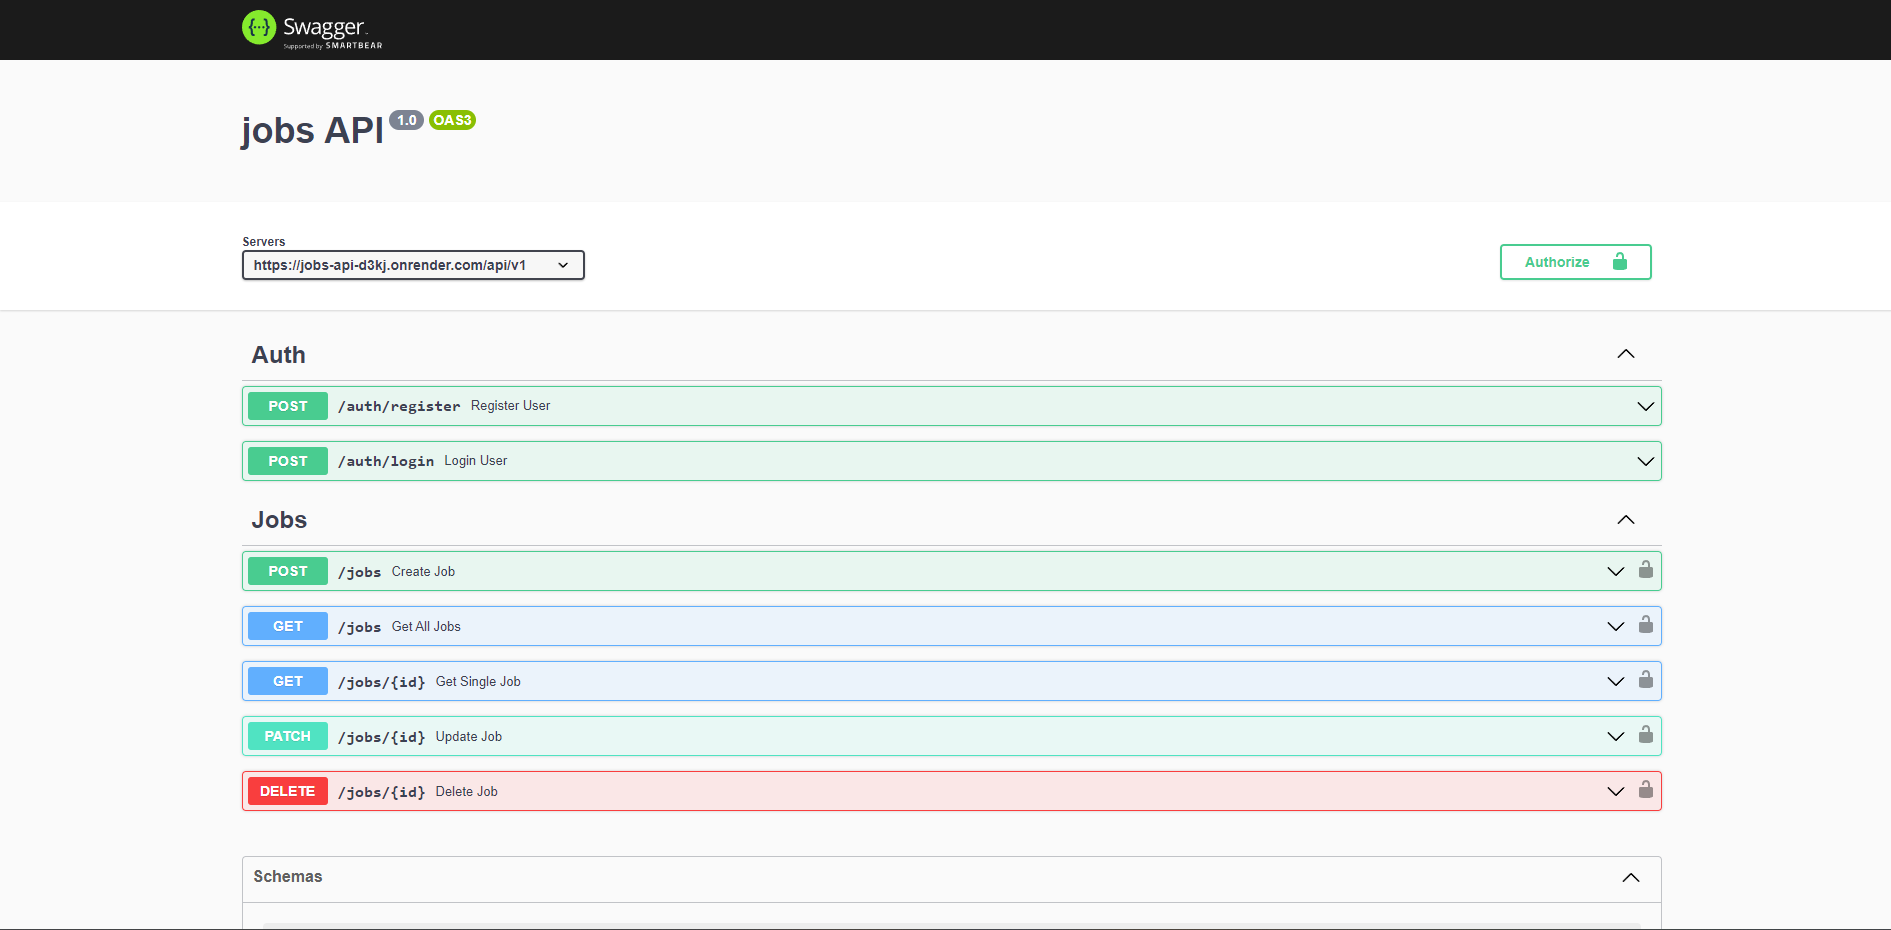 {···} Swagger.
Supported by SMARTBEAR
jobs API 1.0 OAS3
Servers
https://jobs-api-d3kj.onrender.com/api/v1
Authorize
Auth
POST /auth/register Register User
POST /auth/login Login User
Jobs
POST /jobs Create Job
GET /jobs Get All Jobs
GET /jobs/{id} Get Single Job
PATCH /jobs/{id} Update Job
DELETE /jobs/{id} Delete Job
Schemas